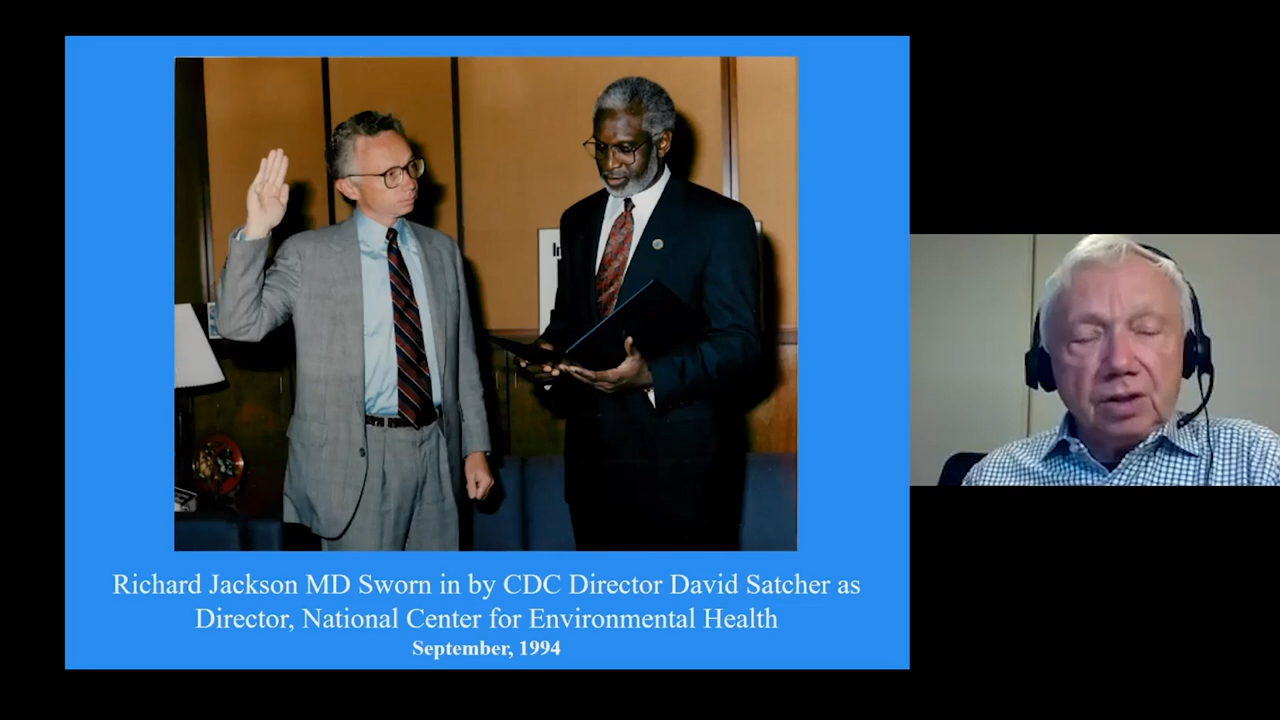 In
Richard Jackson MD Sworn in by CDC Director David Satcher as
Director, National Center for Environmental Health
September, 1994